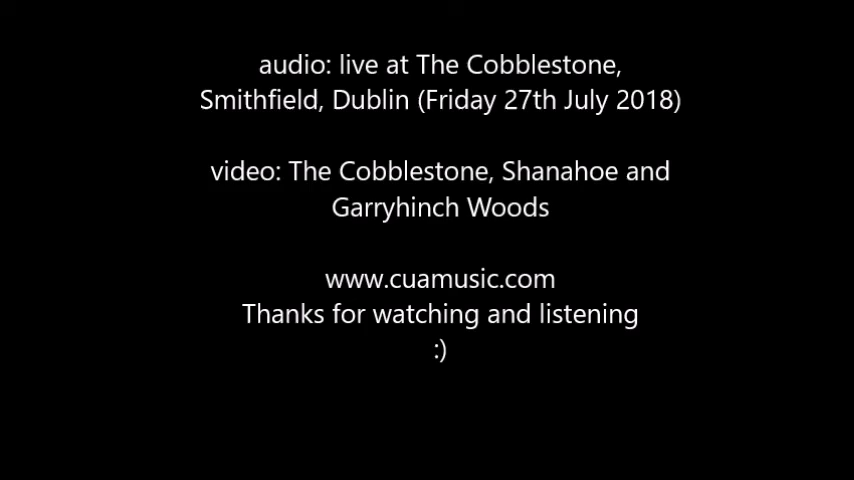 audio: live at The Cobblestone,
Smithfield, Dublin (Friday 27th July 2018)
video: The Cobblestone, Shanahoe and
Garryhinch Woods
www.cuamusic.com
Thanks for watching and listening
:)